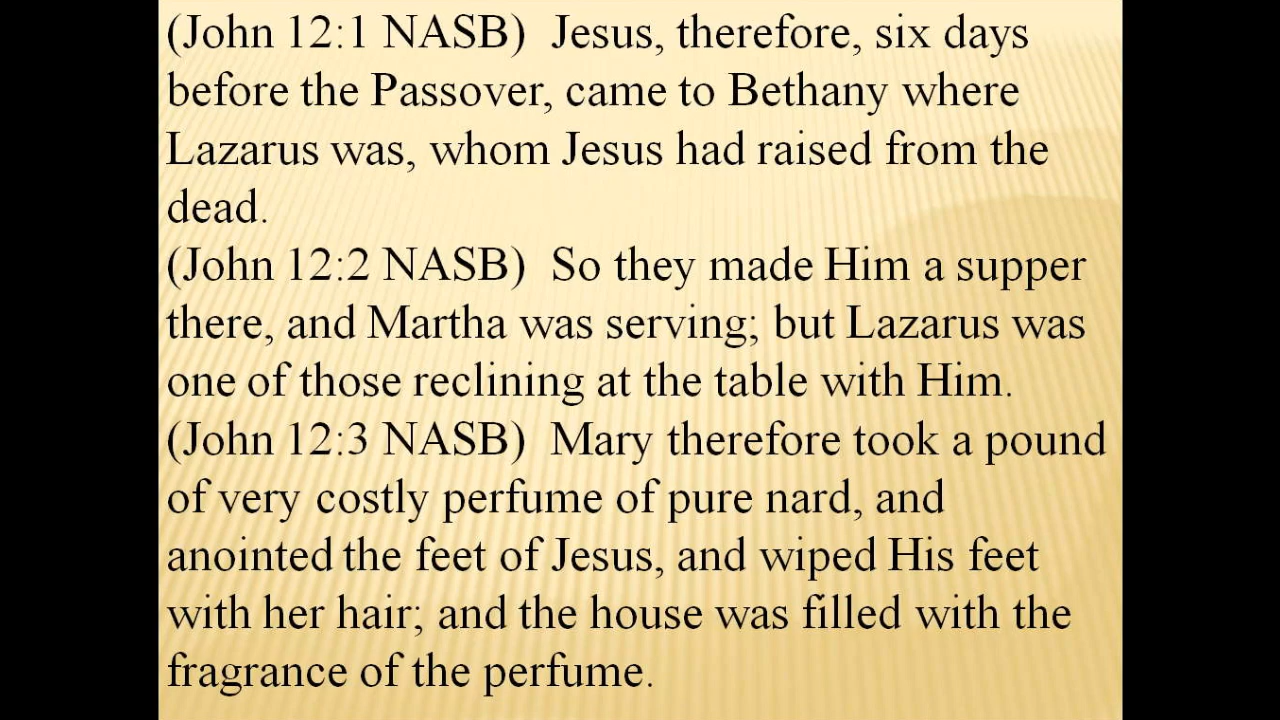 (John 12:1 NASB)  Jesus, therefore, six days
before the Passover, came to Bethany where
Lazarus was, whom Jesus had raised from the
dead.
(John 12:2 NASB)  So they made Him a supper
there, and Martha was serving; but Lazarus was
one of those reclining at the table with Him.
(John 12:3 NASB)  Mary therefore took a pound
of very costly perfume of pure nard, and
anointed the feet of Jesus, and wiped His feet
with her hair; and the house was filled with the
fragrance of the perfume.